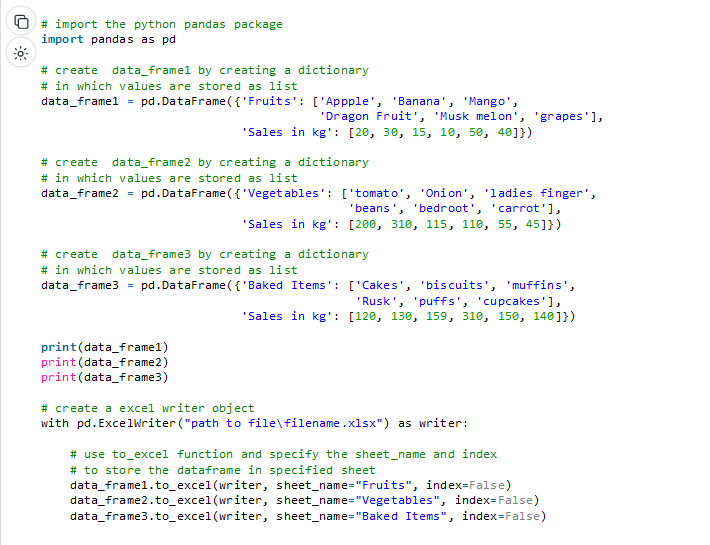 # import the python pandas package
import pandas as pd
# create  data_frame1 by creating a dictionary
# in which values are stored as list
data_frame1 = pd.DataFrame({'Fruits': ['Appple', 'Banana', 'Mango',
                                       'Dragon Fruit', 'Musk melon', 'grapes'],
                            'Sales in kg': [20, 30, 15, 10, 50, 40]})
# create  data_frame2 by creating a dictionary
# in which values are stored as list
data_frame2 = pd.DataFrame({'Vegetables': ['tomato', 'Onion', 'ladies finger',
                                           'beans', 'bedroot', 'carrot'],
                            'Sales in kg': [200, 310, 115, 110, 55, 45]})
# create  data_frame3 by creating a dictionary
# in which values are stored as list
data_frame3 = pd.DataFrame({'Baked Items': ['Cakes', 'biscuits', 'muffins',
                                            'Rusk', 'puffs', 'cupcakes'],
                            'Sales in kg': [120, 130, 159, 310, 150, 140]})
print(data_frame1)
print(data_frame2)
print(data_frame3)
# create a excel writer object
with pd.ExcelWriter("path to file\filename.xlsx") as writer:
    # use to_excel function and specify the sheet_name and index
    # to store the dataframe in specified sheet
    data_frame1.to_excel(writer, sheet_name="Fruits", index=False)
    data_frame2.to_excel(writer, sheet_name="Vegetables", index=False)
    data_frame3.to_excel(writer, sheet_name="Baked Items", index=False)